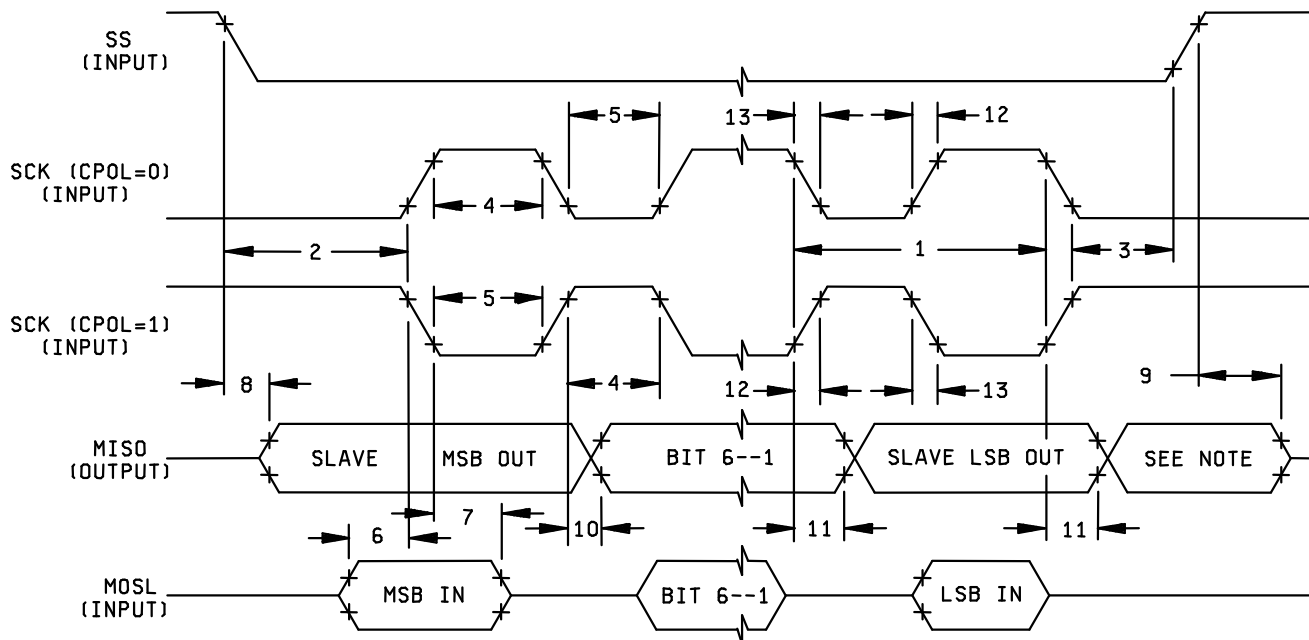 SS
(INPUT)
5
13
12
SCK (CPOL=0)
(INPUT)
4
2
1
3
5
SCK (CPOL=1)
(INPUT)
8
4
12
13
9
MISO
(OUTPUT)
SLAVE MSB OUT
BIT 6--1
SLAVE LSB OUT
SEE NOTE
6
7
10
11
11
MOSL
(INPUT)
MSB IN
BIT 6--1
LSB IN